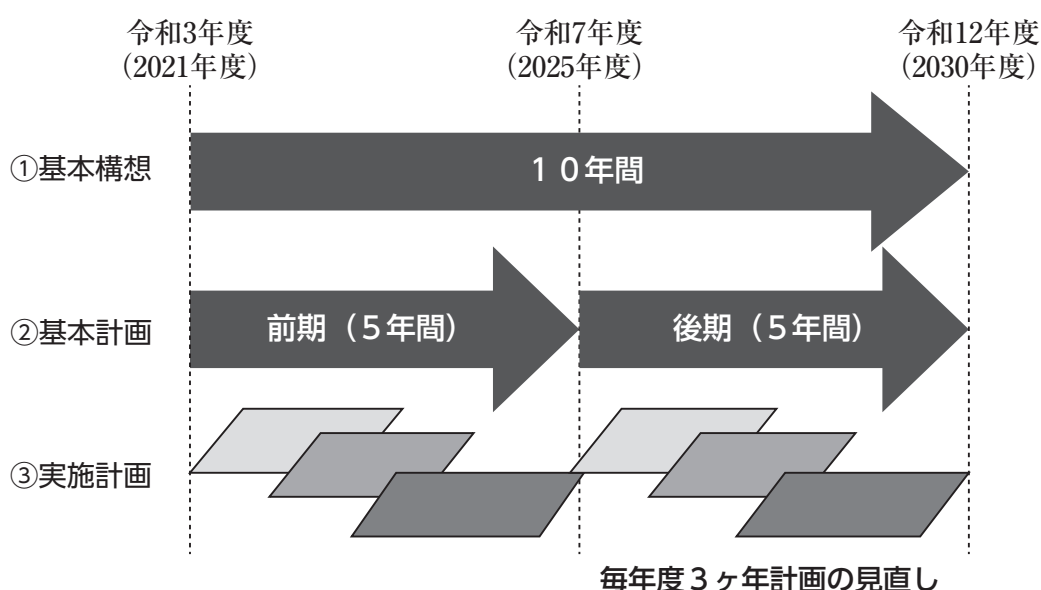 令和3年度
(2021年度)
令和7年度
(2025年度)
令和12年度
(2030年度)
①基本構想
１０年間
②基本計画
前期（５年間）
後期（５年間）
③実施計画
毎年度３ヶ年計画の見直し